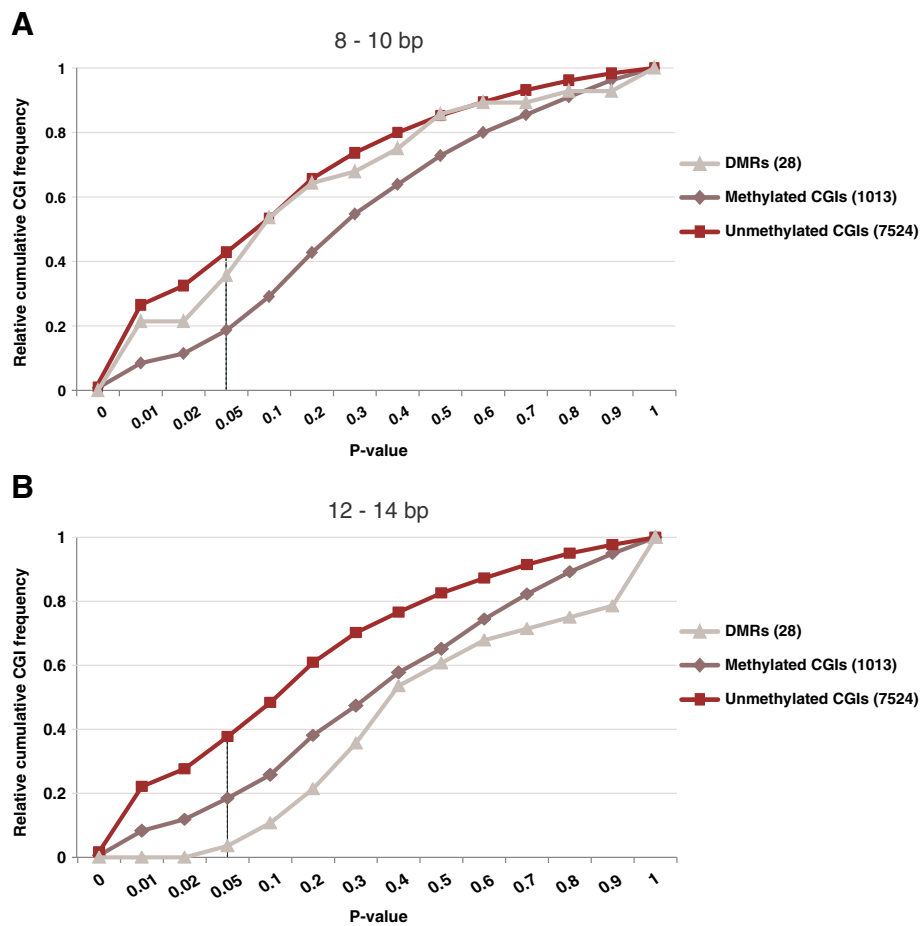 A
8 - 10 bp
Relative cumulative CGI frequency
1
0.8
0.6
0.4
0.2
0
0 0.01 0.02 0.05 0.1 0.2 0.3 0.4 0.5 0.6 0.7 0.8 0.9 1
P-value
DMRs (28)
Methylated CGIs (1013)
Unmethylated CGIs (7524)
B
12 - 14 bp
Relative cumulative CGI frequency
1
0.8
0.6
0.4
0.2
0
0 0.01 0.02 0.05 0.1 0.2 0.3 0.4 0.5 0.6 0.7 0.8 0.9 1
P-value
DMRs (28)
Methylated CGIs (1013)
Unmethylated CGIs (7524)